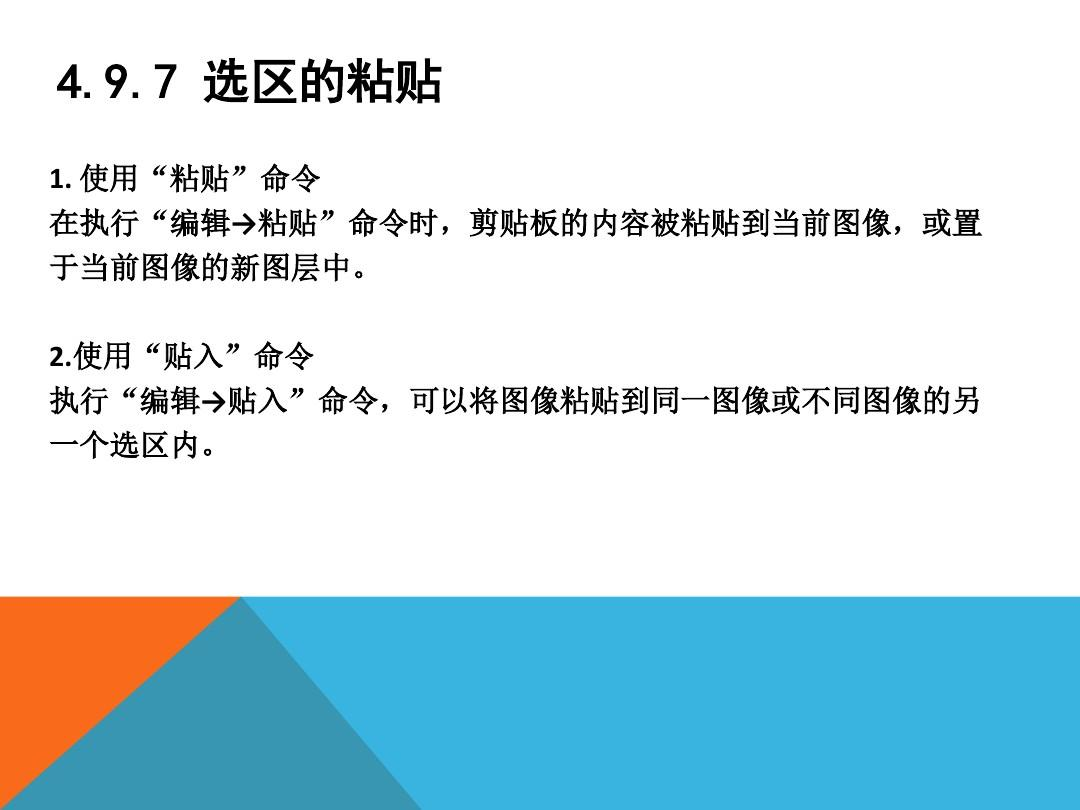 4.9.7 选区的粘贴
1. 使用“粘贴”命令
在执行“编辑→粘贴”命令时，剪贴板的内容被粘贴到当前图像，或置
于当前图像的新图层中。
2.使用“贴入”命令
执行“编辑→贴入”命令，可以将图像粘贴到同一图像或不同图像的另
一个选区内。